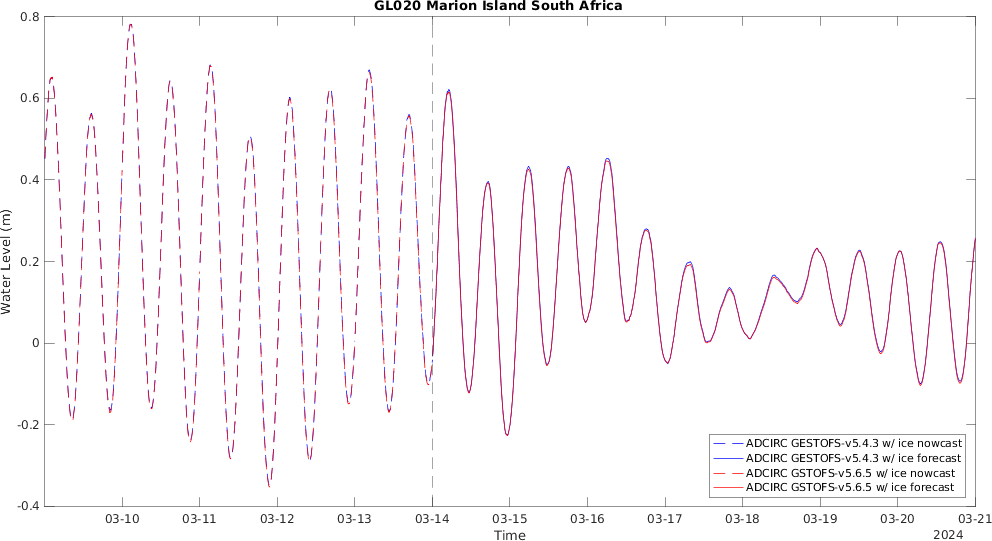 GL020 Marion Island South Africa
0.8
0.6
0.4
0.2
0
-0.2
-0.4
Water Level (m)
03-10 03-11 03-12 03-13 03-14 03-15 03-16 03-17 03-18 03-19 03-20 03-21
Time
2024
ADCIRC GESTOFS-v5.4.3 w/ ice nowcast
ADCIRC GESTOFS-v5.4.3 w/ ice forecast
ADCIRC GSTOFS-v5.6.5 w/ ice nowcast
ADCIRC GSTOFS-v5.6.5 w/ ice forecast